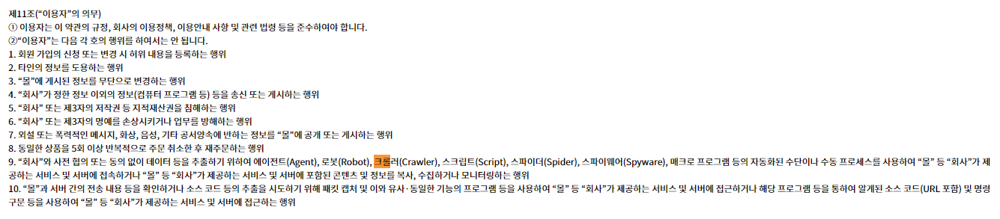 제11조(“이용자”의 의무)
① 이용자는 이 약관의 규정, 회사의 이용정책, 이용안내 사항 및 관련 법령 등을 준수하여야 합니다.
②“이용자”는 다음 각 호의 행위를 하여서는 안 됩니다.
1. 회원 가입의 신청 또는 변경 시 허위 내용을 등록하는 행위
2. 타인의 정보를 도용하는 행위
3. “몰”에 게시된 정보를 무단으로 변경하는 행위
4. “회사”가 정한 정보 이외의 정보(컴퓨터 프로그램 등) 등을 송신 또는 게시하는 행위
5. “회사” 또는 제3자의 저작권 등 지적재산권을 침해하는 행위
6. “회사” 또는 제3자의 명예를 손상시키거나 업무를 방해하는 행위
7. 외설 또는 폭력적인 메시지, 화상, 음성, 기타 공서양속에 반하는 정보를 “몰"에 공개 또는 게시하는 행위
8. 동일한 상품을 5회 이상 반복적으로 주문 취소한 후 재주문하는 행위
9. “회사”와 사전 협의 또는 동의 없이 데이터 등을 추출하기 위하여 에이전트(Agent), 로봇(Robot), 크롤러(Crawler), 스크립트(Script), 스파이더(Spider), 스파이웨어(Spyware), 매크로 프로그램 등의 자동화된 수단이나 수동 프로세스를 사용하여 “몰” 등 “회사”가 제
공하는 서비스 및 서버에 접속하거나 “몰” 등 “회사”가 제공하는 서비스 및 서버에 포함된 콘텐츠 및 정보를 복사, 수집하거나 모니터링하는 행위
10. “몰”과 서버 간의 전송 내용 등을 확인하거나 소스 코드 등의 추출을 시도하기 위해 패킷 캡처 및 이와 유사·동일한 기능의 프로그램 등을 사용하여 “몰” 등 “회사”가 제공하는 서비스 및 서버에 접근하거나 해당 프로그램 등을 통하여 알게된 소스 코드(URL 포함) 및 명령
구문 등을 사용하여 “몰” 등 “회사”가 제공하는 서비스 및 서버에 접근하는 행위